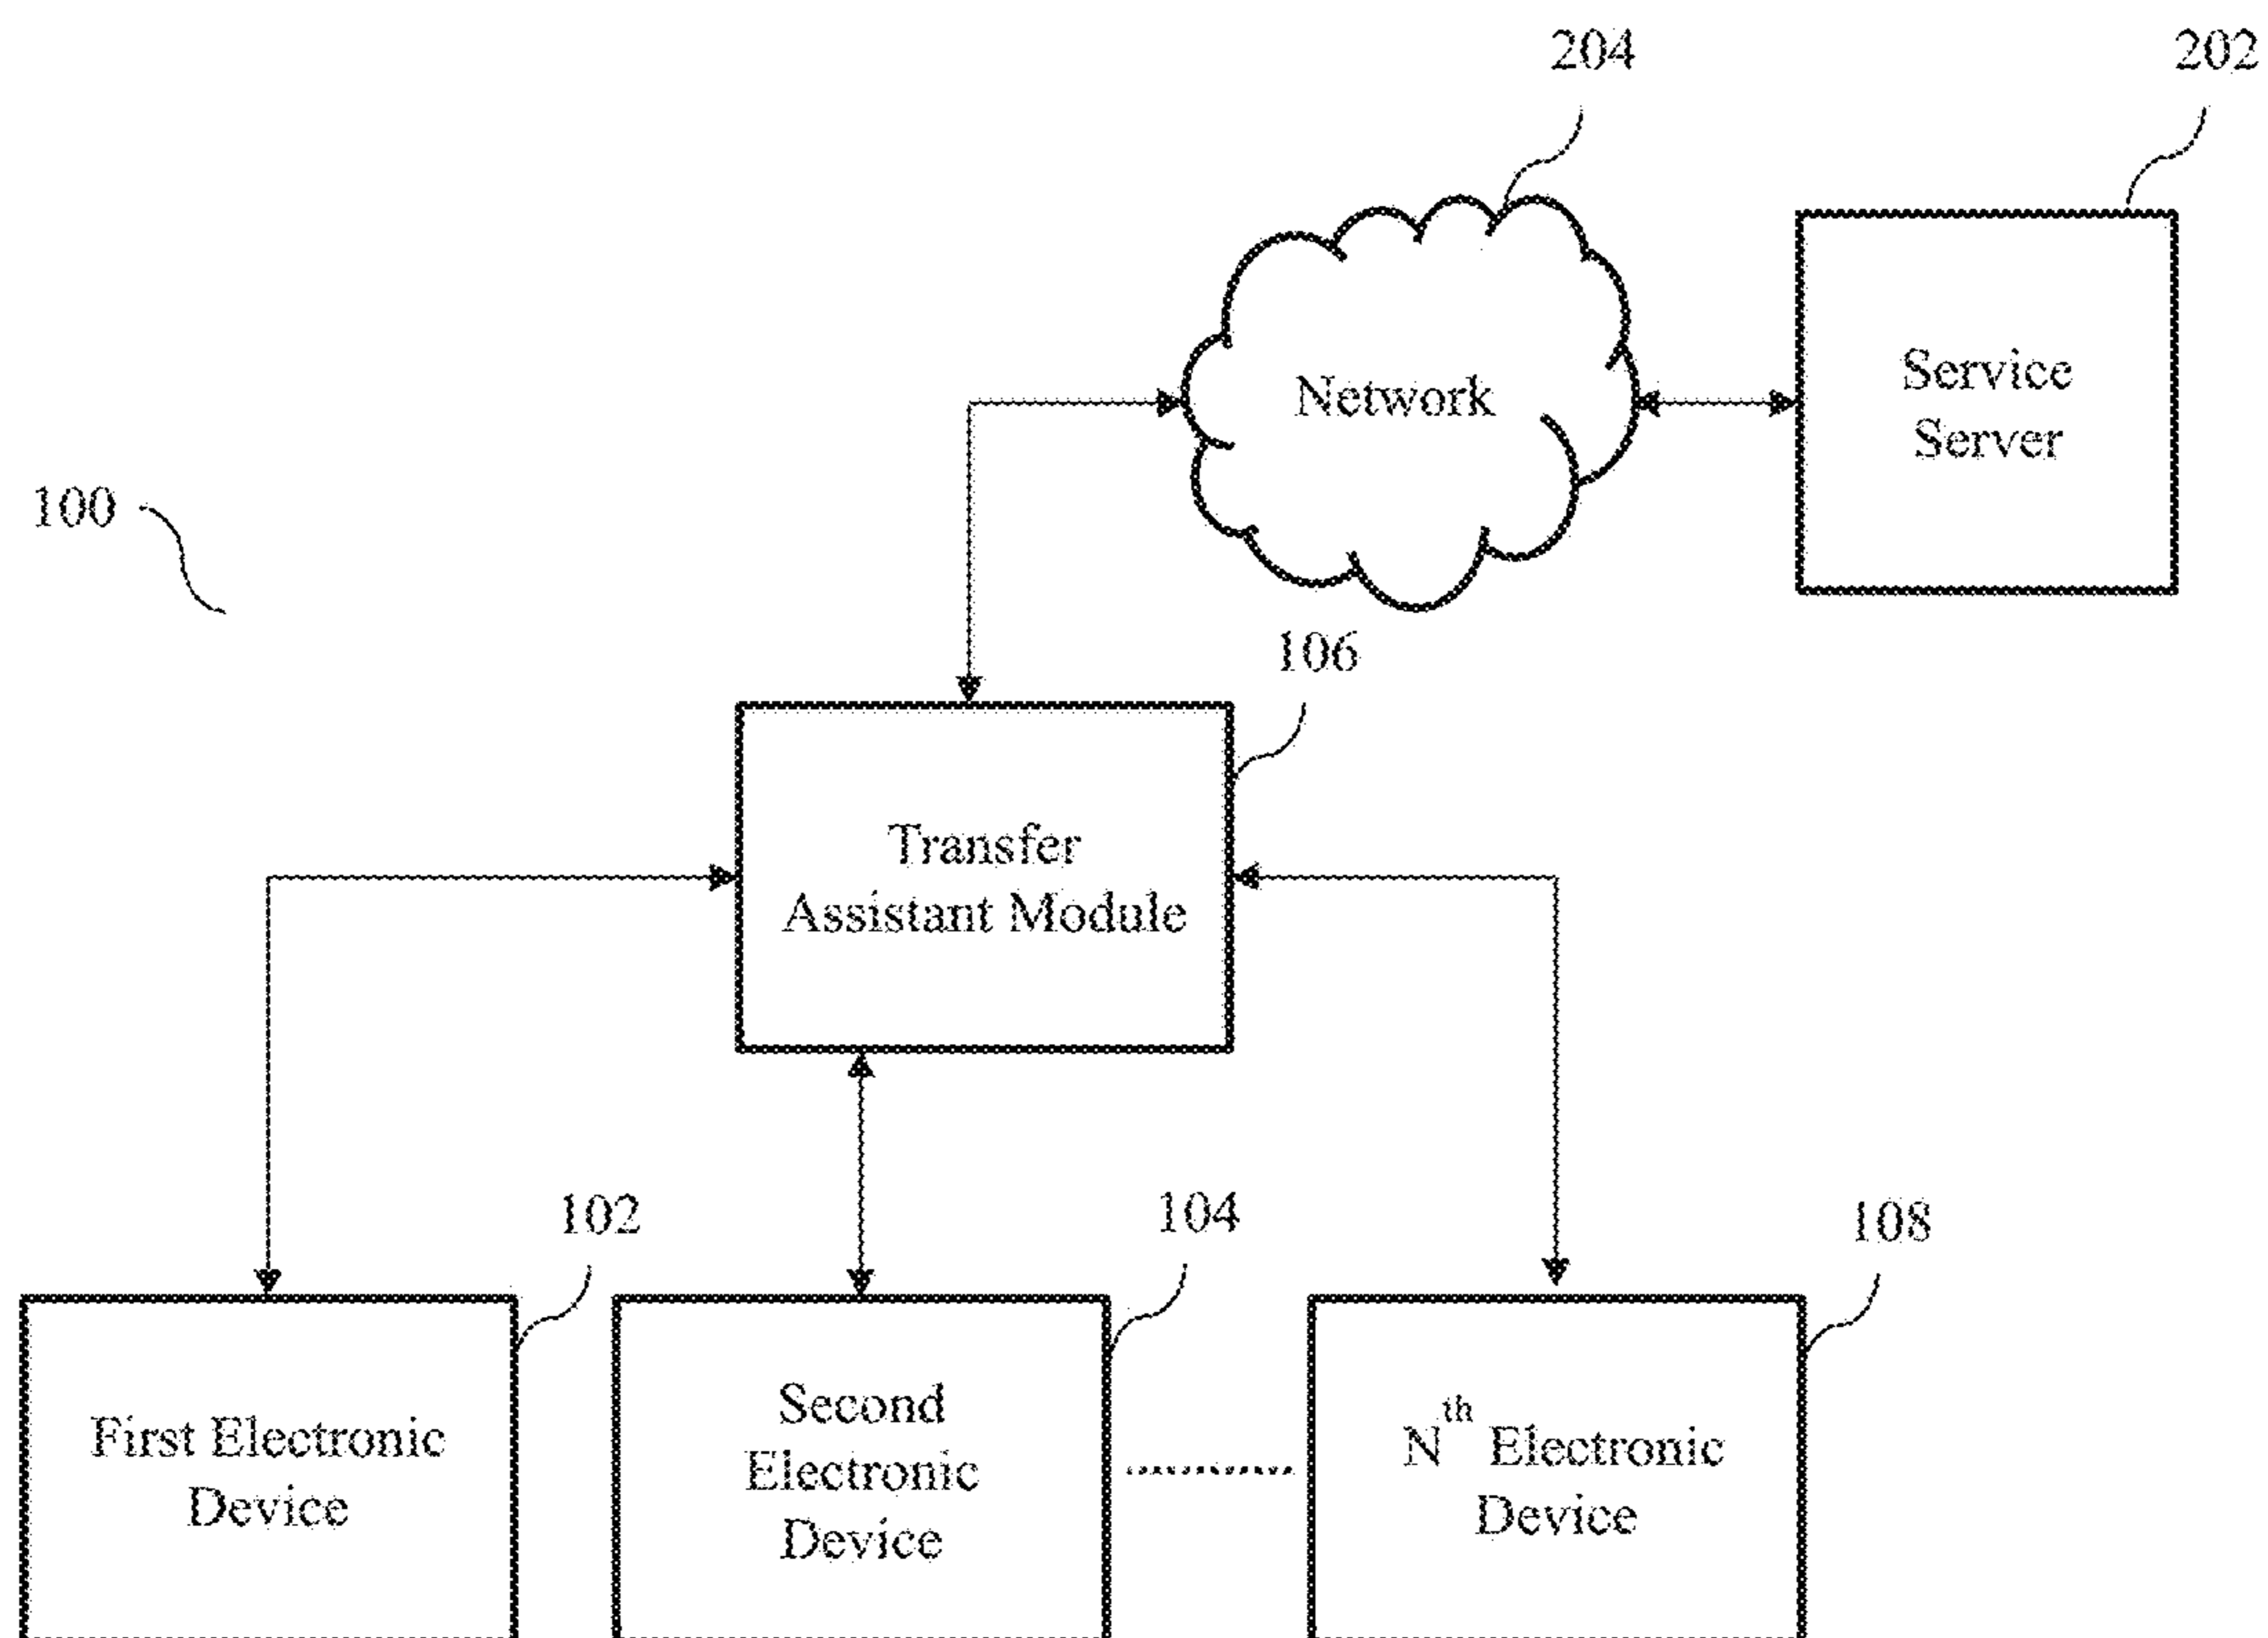 204
202
Network
Service
Server
100
106
Transfer
Assistant Module
102
104
108
First Electronic
Device
Second
Electronic
Device
Nth Electronic
Device